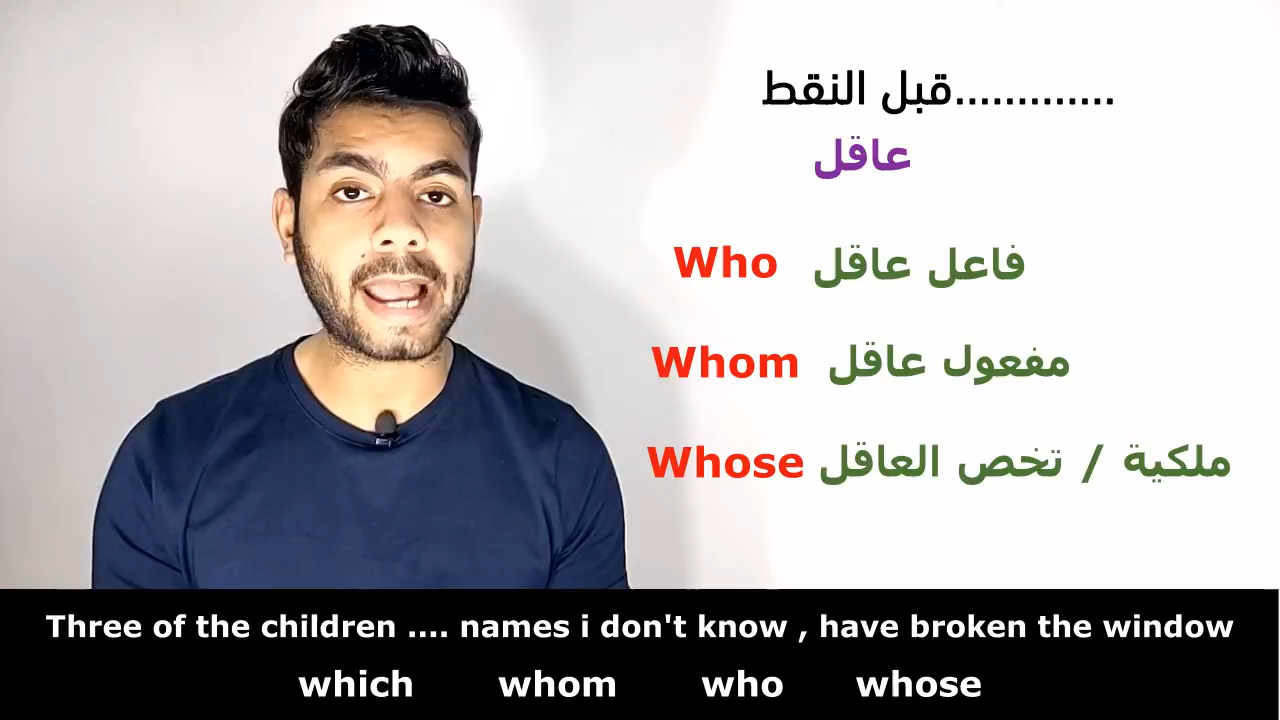 قبل النقط.............
عاقل
Who فاعل عاقل
Whom مفعول عاقل
Whose ملكية / تخص العاقل
Three of the children .... names i don't know , have broken the window
which whom who whose